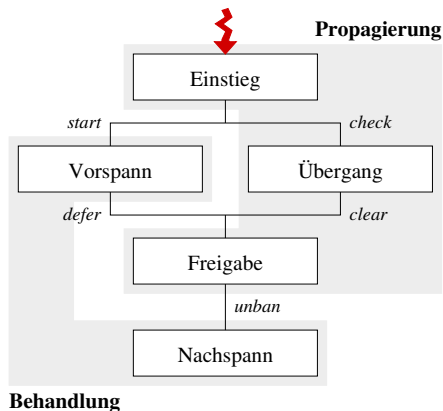 Propagierung
Einstieg
start check
Vorspann Übergang
defer clear
Freigabe
unban
Nachspann
Behandlung